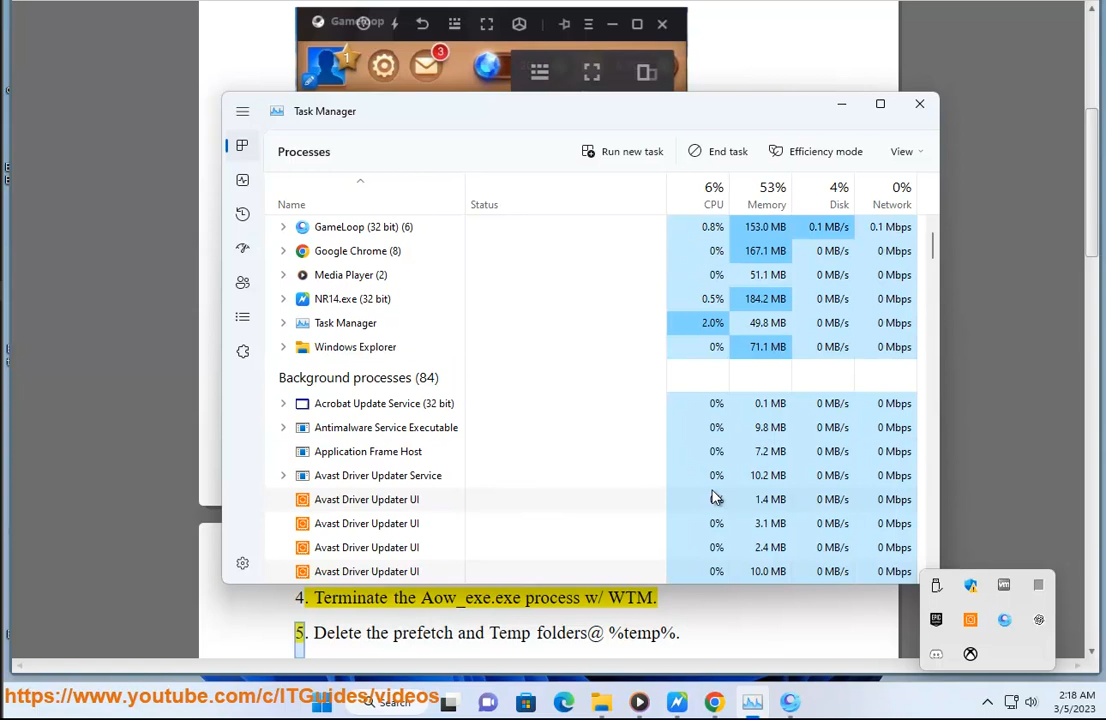 Gameloop
1
3
Task Manager
Processes
Run new task
End task
Efficiency mode
View
6% 53% 4% 0%
Name Status CPU Memory Disk Network
GameLoop (32 bit) (6) 0.8% 153.0 MB 0.1 MB/s 0.1 Mbps
Google Chrome (8) 0% 167.1 MB 0 MB/s 0 Mbps
Media Player (2) 0% 51.1 MB 0 MB/s 0 Mbps
NR14.exe (32 bit) 0.5% 184.2 MB 0 MB/s 0 Mbps
Task Manager 2.0% 49.8 MB 0 MB/s 0 Mbps
Windows Explorer 0% 71.1 MB 0 MB/s 0 Mbps
Background processes (84)
Acrobat Update Service (32 bit) 0% 0.1 MB 0 MB/s 0 Mbps
Antimalware Service Executable 0% 9.8 MB 0 MB/s 0 Mbps
Application Frame Host 0% 7.2 MB 0 MB/s 0 Mbps
Avast Driver Updater Service 0% 10.2 MB 0 MB/s 0 Mbps
Avast Driver Updater UI 1.4 MB 0 MB/s 0 Mbps
Avast Driver Updater UI 0% 3.1 MB 0 MB/s 0 Mbps
Avast Driver Updater UI 0% 2.4 MB 0 MB/s 0 Mbps
Avast Driver Updater UI 0% 10.0 MB 0 MB/s 0 Mbps
4. Terminate the Aow_exe.exe process w/ WTM.
5. Delete the prefetch and Temp folders@ %temp%.
https://www.youtube.com/c/ITGuides/videos
Search
2:18 AM
3/5/2023